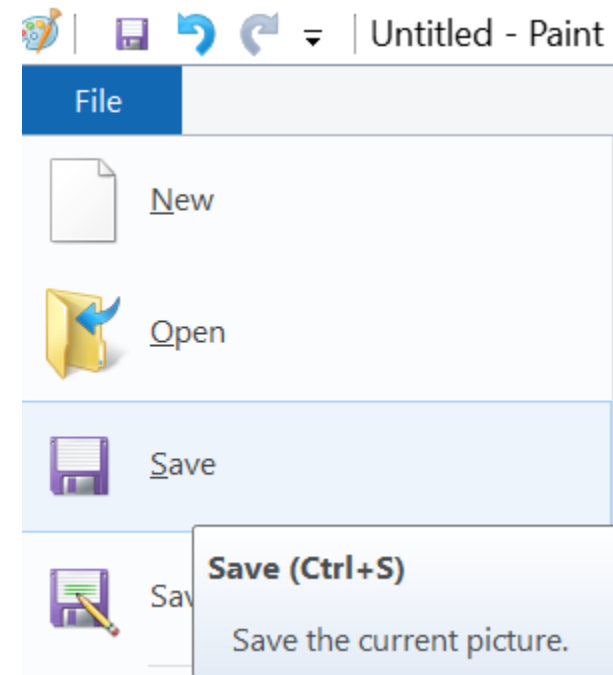 Untitled - Paint
File
New
Open
Save
Sav
Save (Ctrl+S)
Save the current picture.